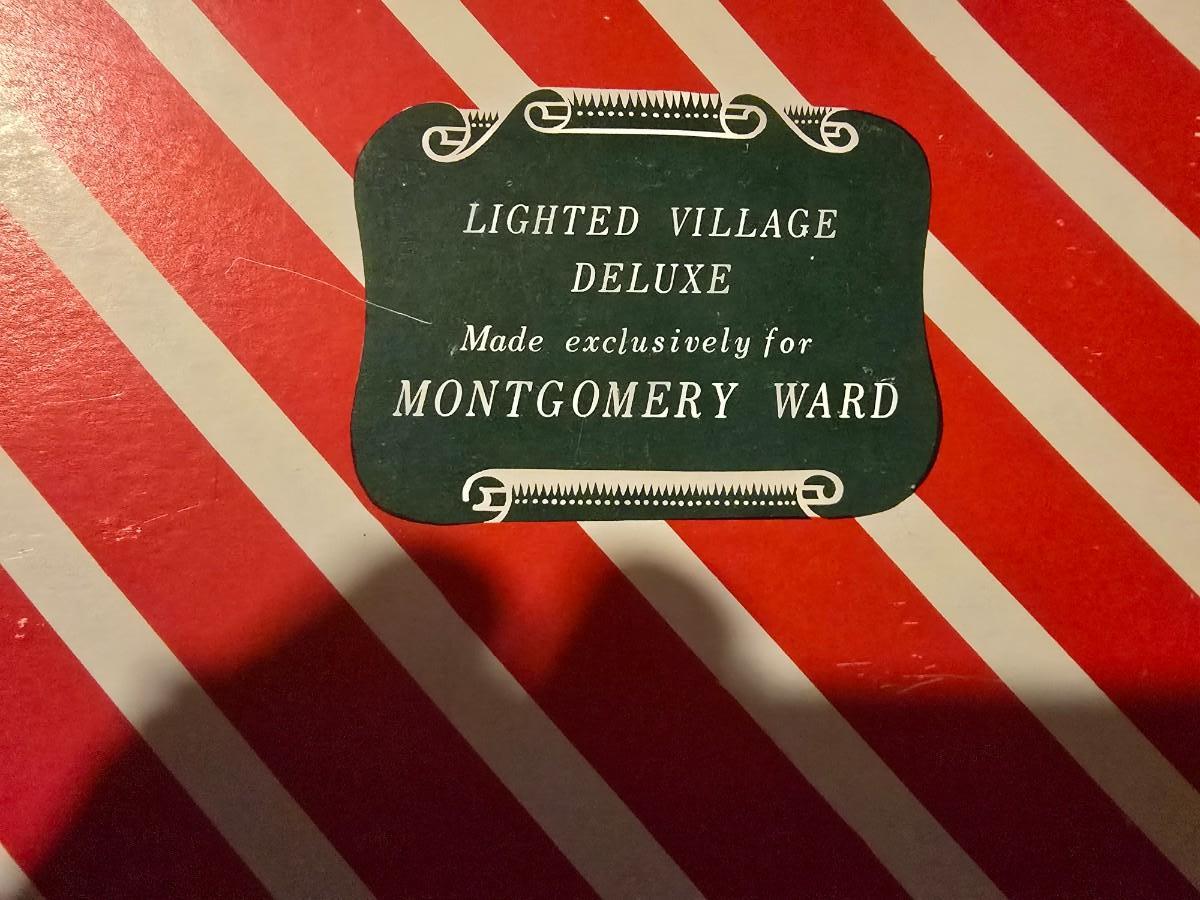 LIGHTED VILLAGE
DELUXE
Made exclusively for
MONTGOMERY WARD